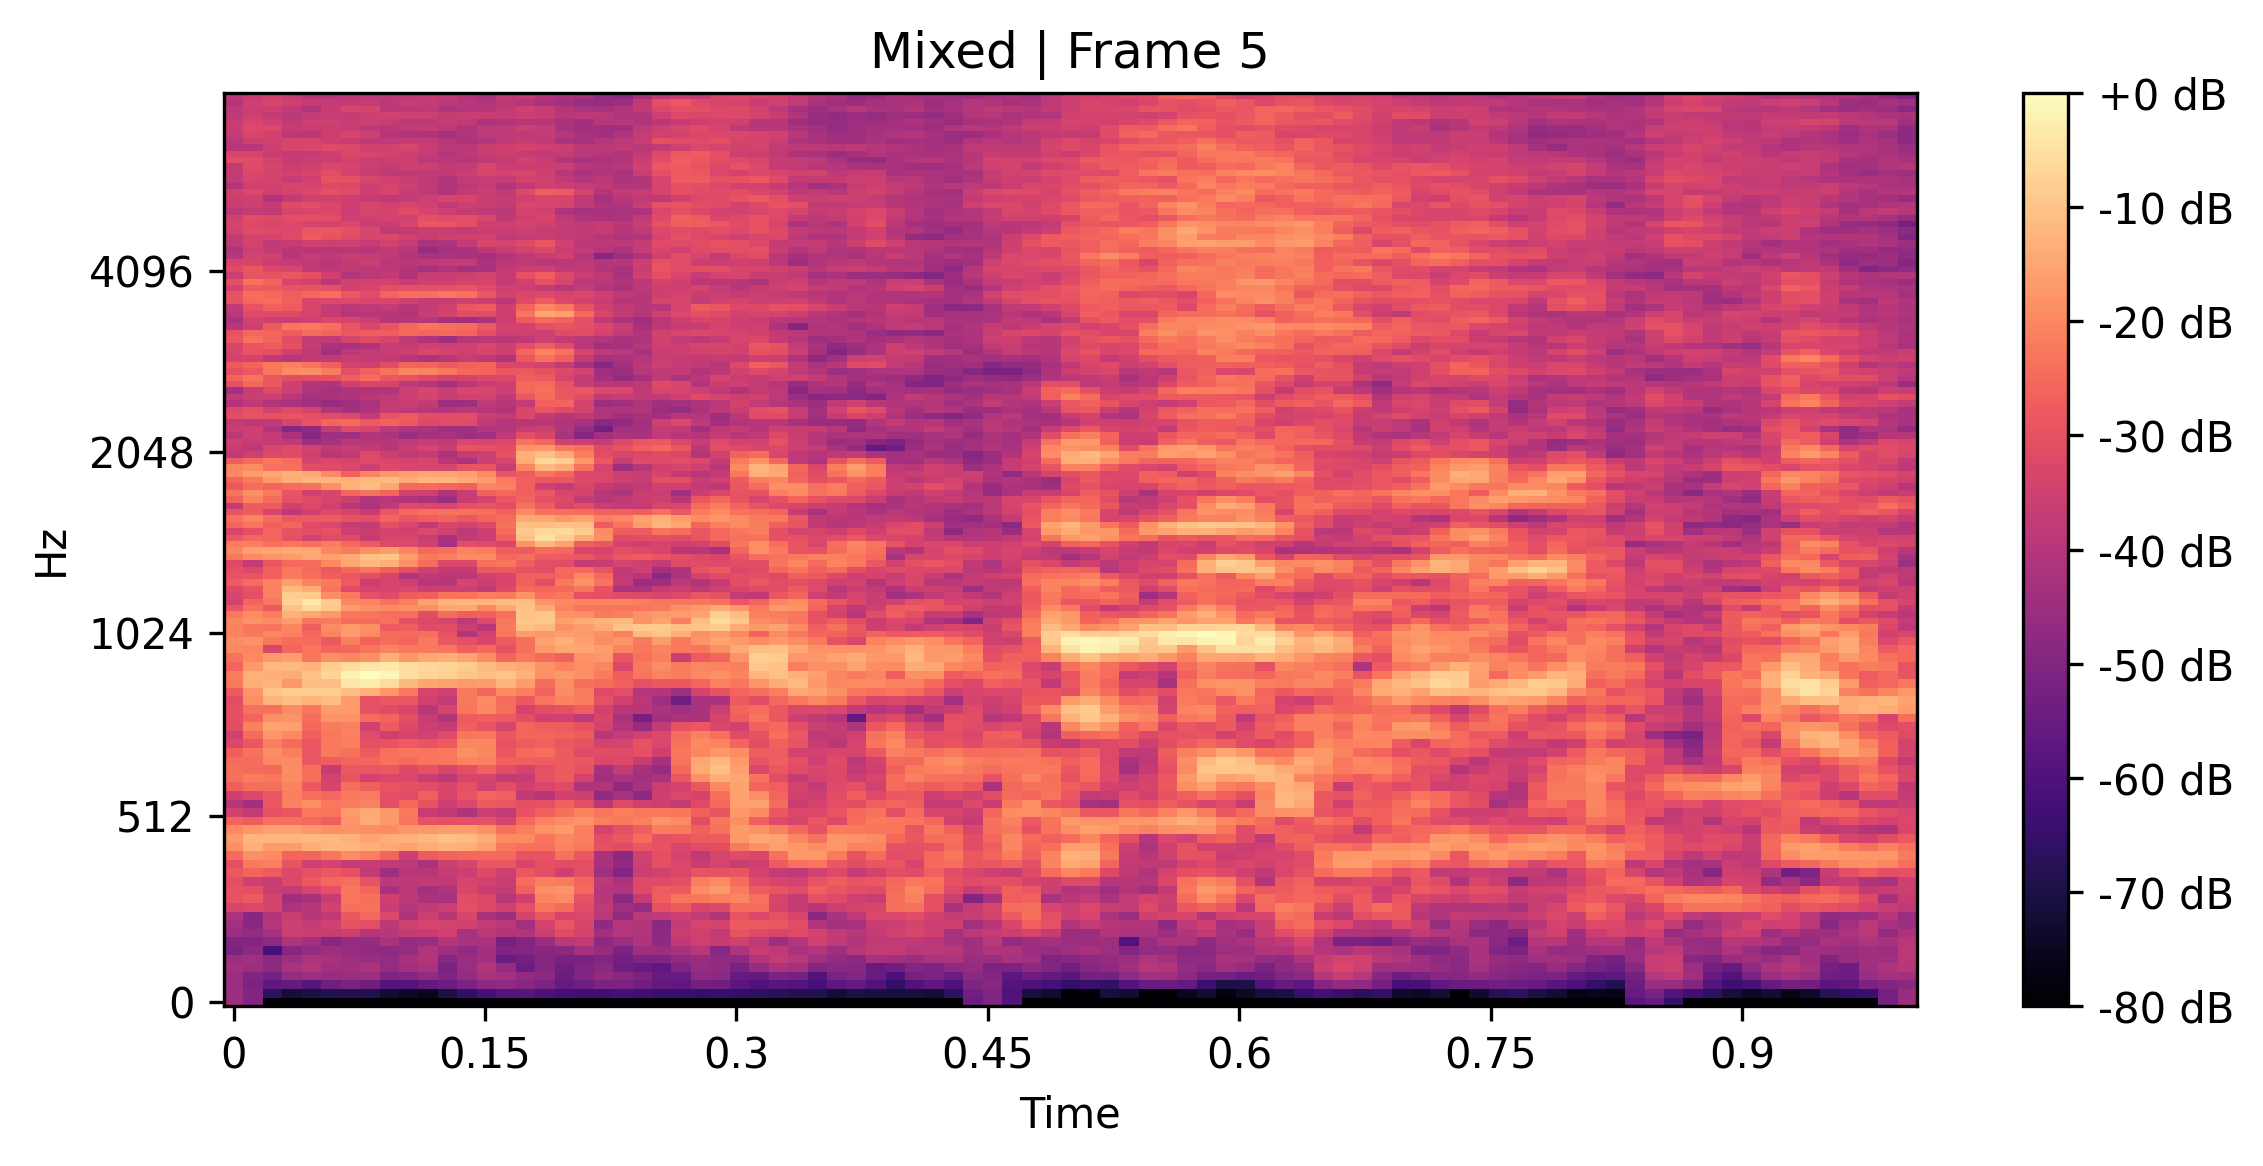 Mixed | Frame 5
+0 dB
-10 dB
-20 dB
-30 dB
-40 dB
-50 dB
-60 dB
-70 dB
-80 dB
Hz
4096
2048
1024
512
0
0 0.15 0.3 0.45 0.6 0.75 0.9
Time